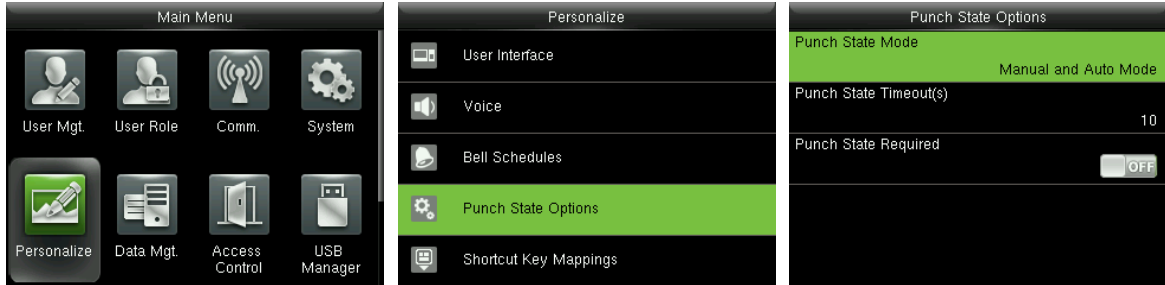 Main Menu
User Mgt.
User Role
Comm.
System
Personalize
Data Mgt.
Access
Control
USB
Manager
Personalize
User Interface
Voice
Bell Schedules
Punch State Options
Shortcut Key Mappings
Punch State Options
Punch State Mode
Manual and Auto Mode
Punch State Timeout(s)
10
Punch State Required
OFF